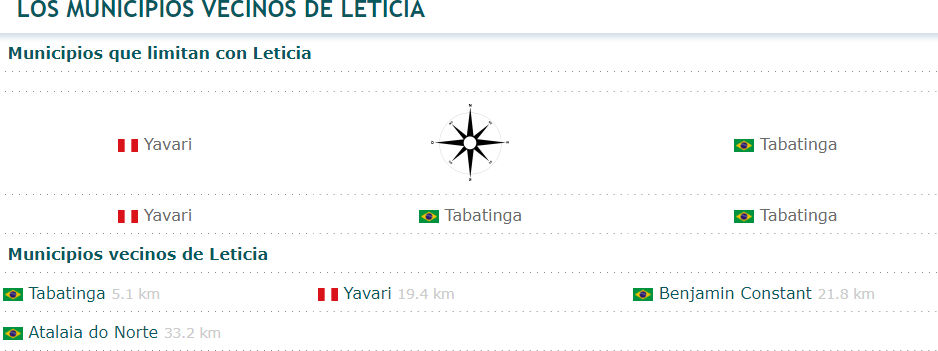 LOS MUNICIPIOS VECINOS DE LETICIA
Municipios que limitan con Leticia
Yavari Tabatinga
Yavari Tabatinga Tabatinga
Municipios vecinos de Leticia
Tabatinga 5.1 km Yavari 19.4 km Benjamin Constant 21.8 km
Atalaia do Norte 33.2 km